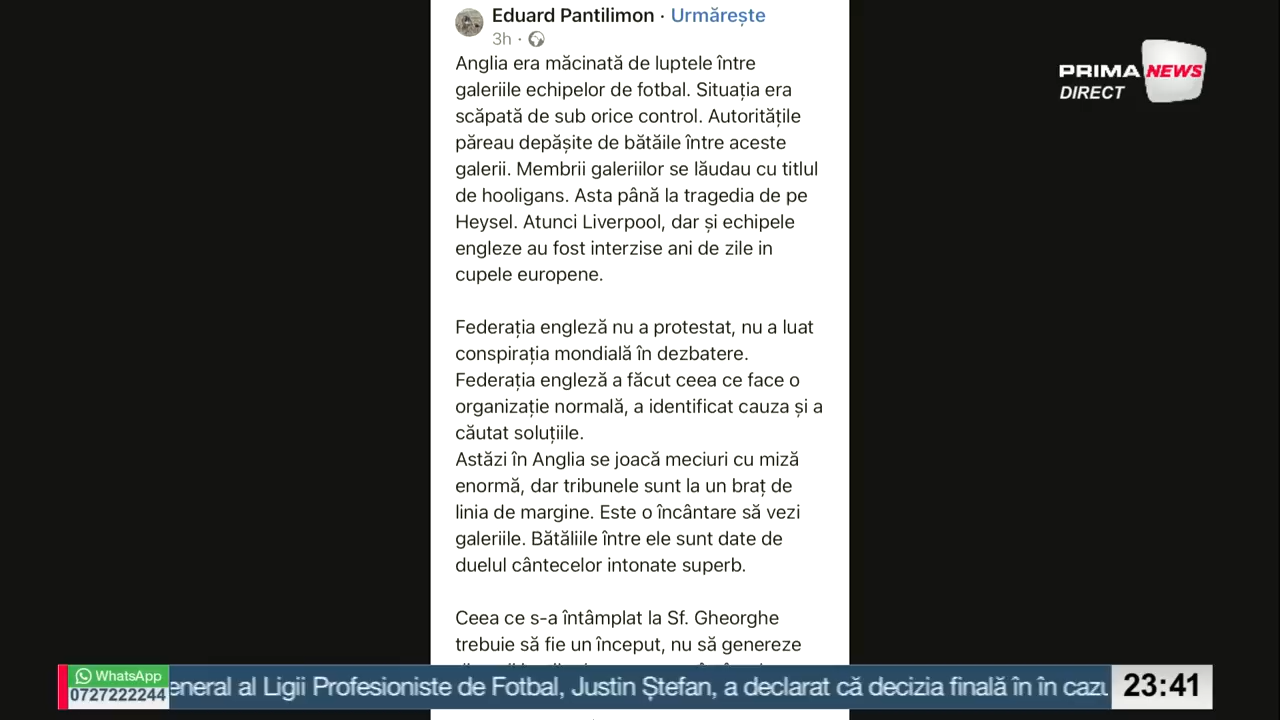 Eduard Pantilimon · Urmărește
3h ·
Anglia era măcinată de luptele între
galeriile echipelor de fotbal. Situația era
scăpată de sub orice control. Autoritățile
păreau depășite de bătăile între aceste
galerii. Membrii galeriilor se lăudau cu titlul
de hooligans. Asta până la tragedia de pe
Heysel. Atunci Liverpool, dar și echipele
engleze au fost interzise ani de zile in
cupele europene.
Federația engleză nu a protestat, nu a luat
conspirația mondială în dezbatere.
Federația engleză a făcut ceea ce face o
organizație normală, a identificat cauza și a
căutat soluțiile.
Astăzi în Anglia se joacă meciuri cu miză
enormă, dar tribunele sunt la un braț de
linia de margine. Este o încântare să vezi
galeriile. Bătăliile între ele sunt date de
duelul cântecelor intonate superb.
Ceea ce s-a întâmplat la Sf. Gheorghe
trebuie să fie un început, nu să genereze
PRIMA NEWS
DIRECT
WhatsApp
0727222244
eneral al Ligii Profesioniste de Fotbal, Justin Ștefan, a declarat că decizia finală în în cazu
23:41